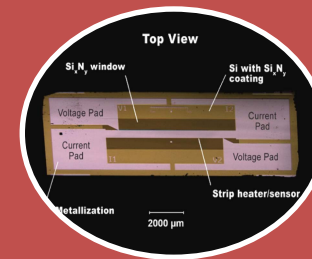 Top View
SixNy window
Si with SixNy
coating
Voltage Pad
Current
Pad
Current
Pad
Voltage Pad
Strip heater/sensor
Metallization
2000 µm